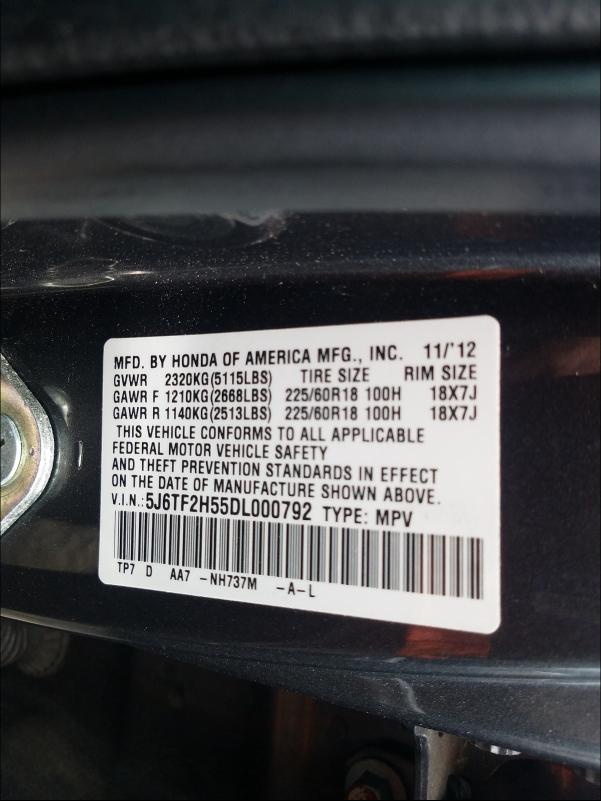 MFD. BY HONDA OF AMERICA MFG., INC. 11/'12
GVWR 2320KG(5115LBS) TIRE SIZE RIM SIZE
GAWR F 1210KG(2668LBS) 225/60R18 100H 18X7J
GAWR R 1140KG(2513LBS) 225/60R18 100H 18X7J
THIS VEHICLE CONFORMS TO ALL APPLICABLE
FEDERAL MOTOR VEHICLE SAFETY
AND THEFT PREVENTION STANDARDS IN EFFECT
ON THE DATE OF MANUFACTURE SHOWN ABOVE.
V.I.N.:5J6TF2H55DL000792 TYPE: MPV
TP7 D AA7 -NH737M -A-L